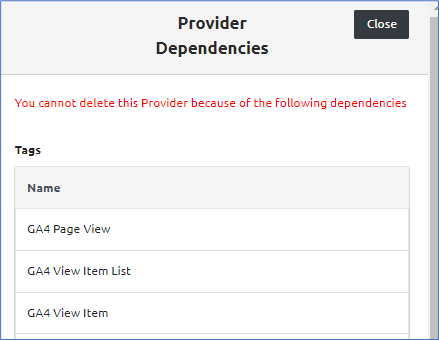 Provider
Dependencies
Close
You cannot delete this Provider because of the following dependencies
Tags
Name
GA4 Page View
GA4 View Item List
GA4 View Item